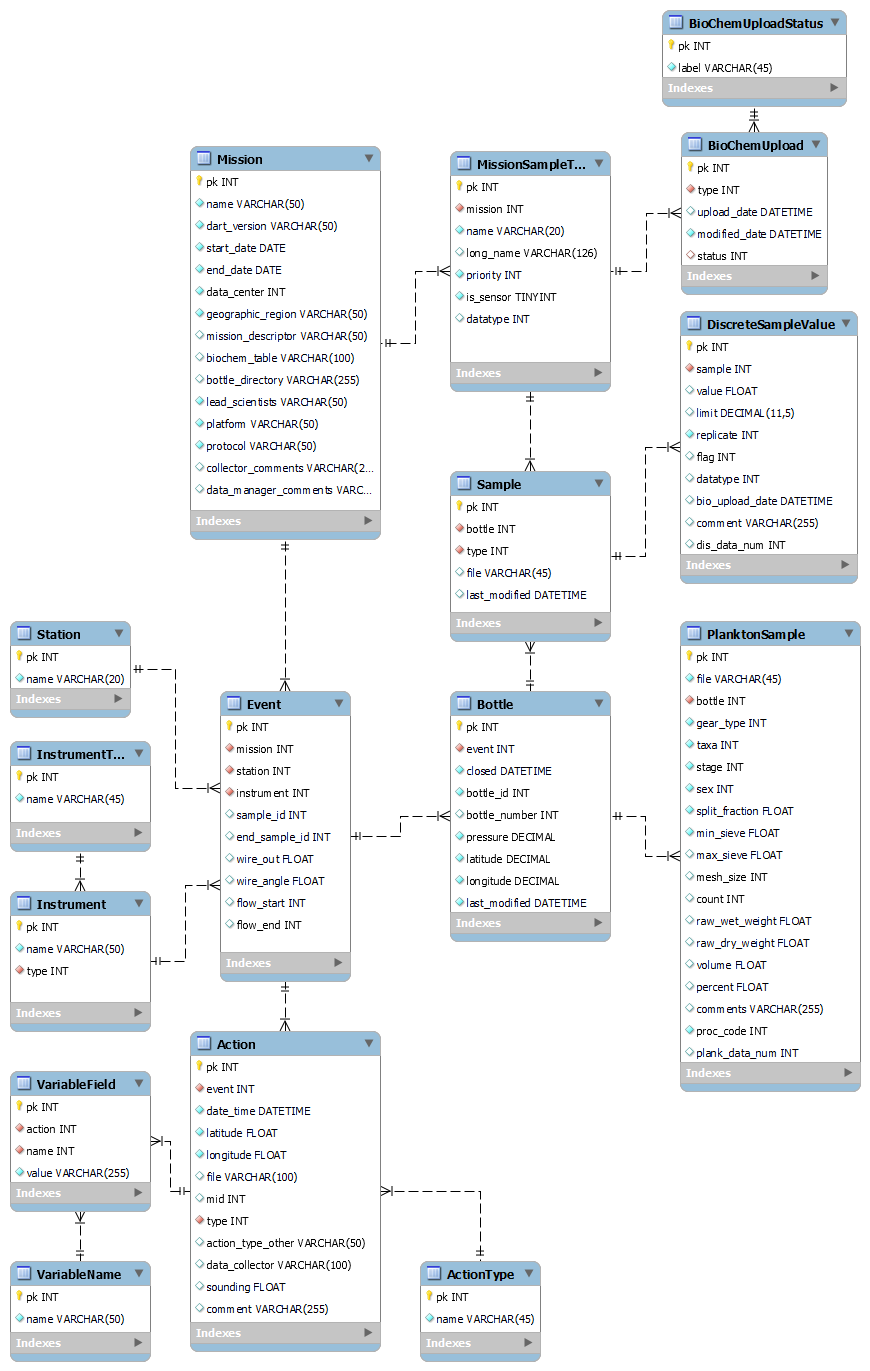 BioChemUploadStatus
pk INT
label VARCHAR(45)
Indexes
BioChemUpload
pk INT
type INT
upload_date DATETIME
modified_date DATETIME
status INT
Indexes
Mission
pk INT
name VARCHAR(50)
dart_version VARCHAR(50)
start_date DATE
end_date DATE
data_center INT
geographic_region VARCHAR(50)
mission_descriptor VARCHAR(50)
biochem_table VARCHAR(100)
bottle_directory VARCHAR(255)
lead_scientists VARCHAR(50)
platform VARCHAR(50)
protocol VARCHAR(50)
collector_comments VARCHAR(2...
data_manager_comments VARC...
Indexes
MissionSampleT...
pk INT
mission INT
name VARCHAR(20)
long_name VARCHAR(126)
priority INT
is_sensor TINYINT
datatype INT
Indexes
DiscreteSampleValue
pk INT
sample INT
value FLOAT
limit DECIMAL(11,5)
replicate INT
flag INT
datatype INT
bio_upload_date DATETIME
comment VARCHAR(255)
dis_data_num INT
Indexes
Sample
pk INT
bottle INT
type INT
file VARCHAR(45)
last_modified DATETIME
Indexes
Station
pk INT
name VARCHAR(20)
Indexes
PlanktonSample
pk INT
file VARCHAR(45)
bottle INT
gear_type INT
taxa INT
stage INT
sex INT
split_fraction FLOAT
min_sieve FLOAT
max_sieve FLOAT
mesh_size INT
count INT
raw_wet_weight FLOAT
raw_dry_weight FLOAT
volume FLOAT
percent FLOAT
comments VARCHAR(255)
proc_code INT
plank_data_num INT
Indexes
Event
pk INT
mission INT
station INT
instrument INT
sample_id INT
end_sample_id INT
wire_out FLOAT
wire_angle FLOAT
flow_start INT
flow_end INT
Indexes
Bottle
pk INT
event INT
closed DATETIME
bottle_id INT
bottle_number INT
pressure DECIMAL
latitude DECIMAL
longitude DECIMAL
last_modified DATETIME
Indexes
InstrumentT...
pk INT
name VARCHAR(45)
Indexes
Instrument
pk INT
name VARCHAR(50)
type INT
Indexes
Action
pk INT
event INT
date_time DATETIME
latitude FLOAT
longitude FLOAT
file VARCHAR(100)
mid INT
type INT
action_type_other VARCHAR(50)
data_collector VARCHAR(100)
sounding FLOAT
comment VARCHAR(255)
Indexes
VariableField
pk INT
action INT
name INT
value VARCHAR(255)
Indexes
VariableName
pk INT
name VARCHAR(50)
Indexes
ActionType
pk INT
name VARCHAR(45)
Indexes